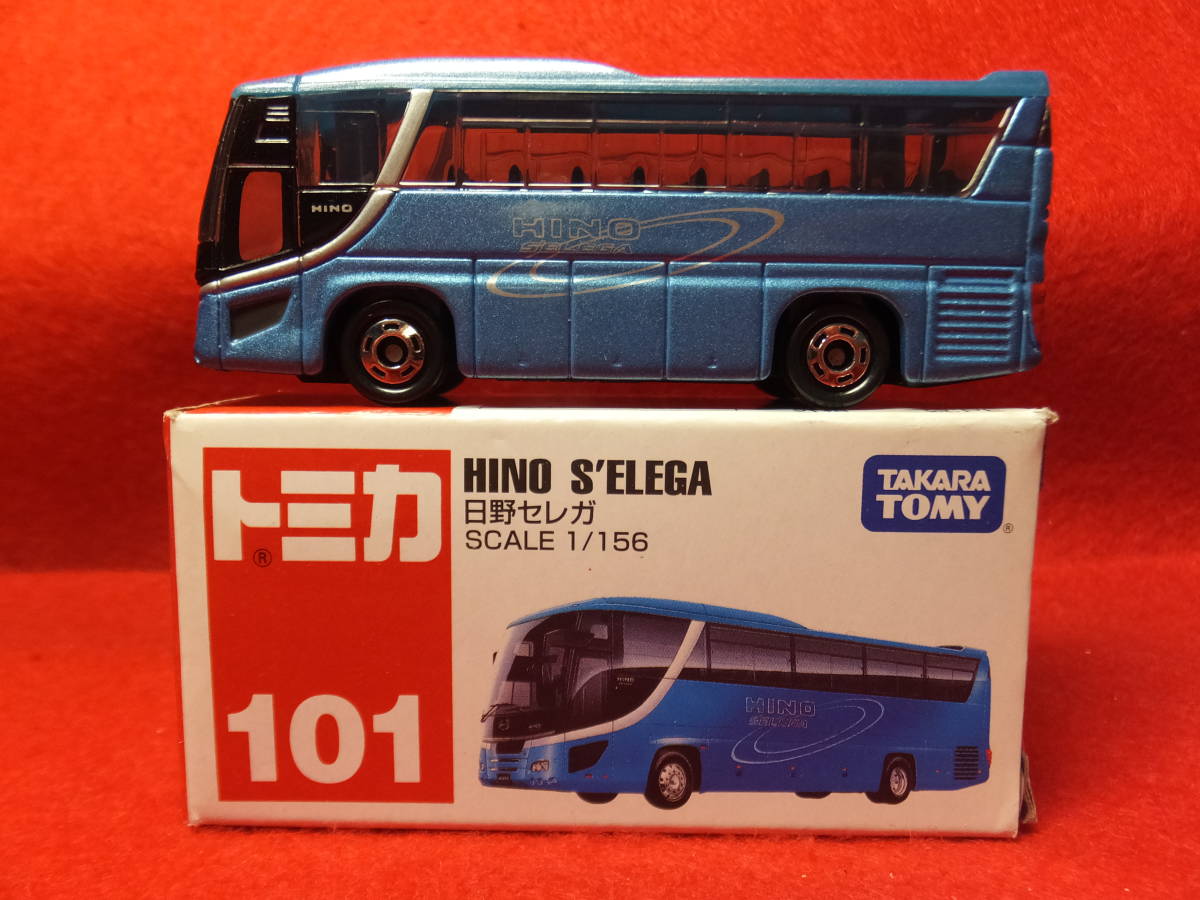 HINO
HINO
SELEGA
トミカ®
101
HINO S'ELEGA
日野セレガ
SCALE 1/156
TAKARA
TOMY®
HINO
HINO
SELEGA